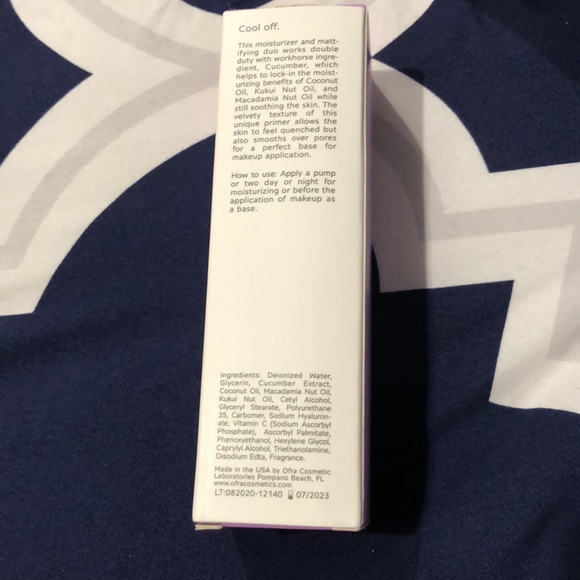 Cool off.
This moisturizer and matt-
ifying duo works double
duty with workhorse ingre-
dient, Cucumber, which
helps to lock-in the moist-
urizing benefits of Coconut
Oil, Kukui Nut Oil, and
Macadamia Nut Oil while
still soothing the skin. The
velvety texture of this
unique primer allows the
skin to feel quenched but
also smooths over pores
for a perfect base for
makeup application.
How to use: Apply a pump
or two day or night for
moisturizing or before the
application of makeup as
a base.
Ingredients: Deionized Water,
Glycerin, Cucumber Extract,
Coconut Oil, Macadamia Nut Oil,
Kukui Nut Oil, Cetyl Alcohol,
Glyceryl Stearate, Polyurethane
35, Carbomer, Sodium Hyaluron-
ate, Vitamin C (Sodium Ascorbyl
Phosphate), Ascorbyl Palmitate,
Phenoxyethanol, Hexylene Glycol,
Caprylyl Alcohol, Triethanolamine,
Disodium Edta, Fragrance.
Made in the USA by Ofra Cosmetic
Laboratories Pompano Beach, FL
www.ofracosmetics.com
LT:082020-12140 07/2023